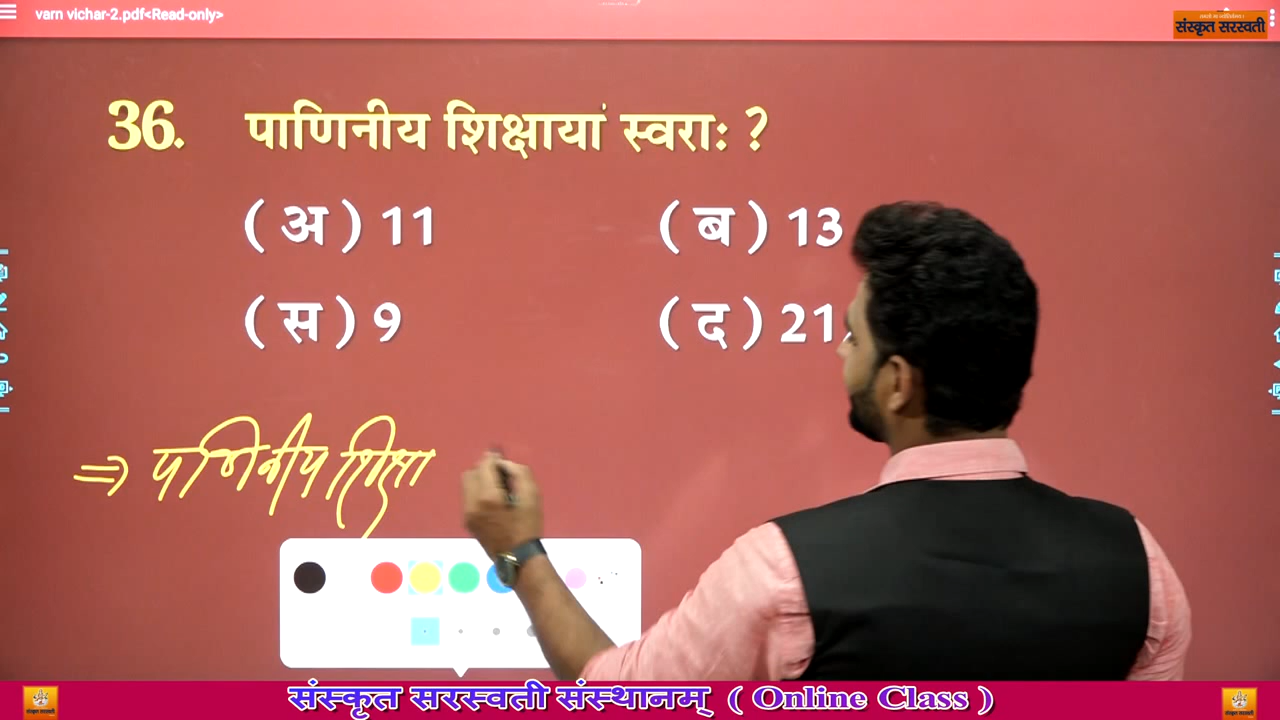 varn vichar-2.pdf<Read-only>
संस्कृत सरस्वती
36. पाणिनीय शिक्षायां स्वराः ?
( अ ) 11 ( ब ) 13
( स ) 9 ( द ) 21
⇒ पाणिनीय शिक्षा
संस्कृत सरस्वती संस्थानम् ( Online Class )